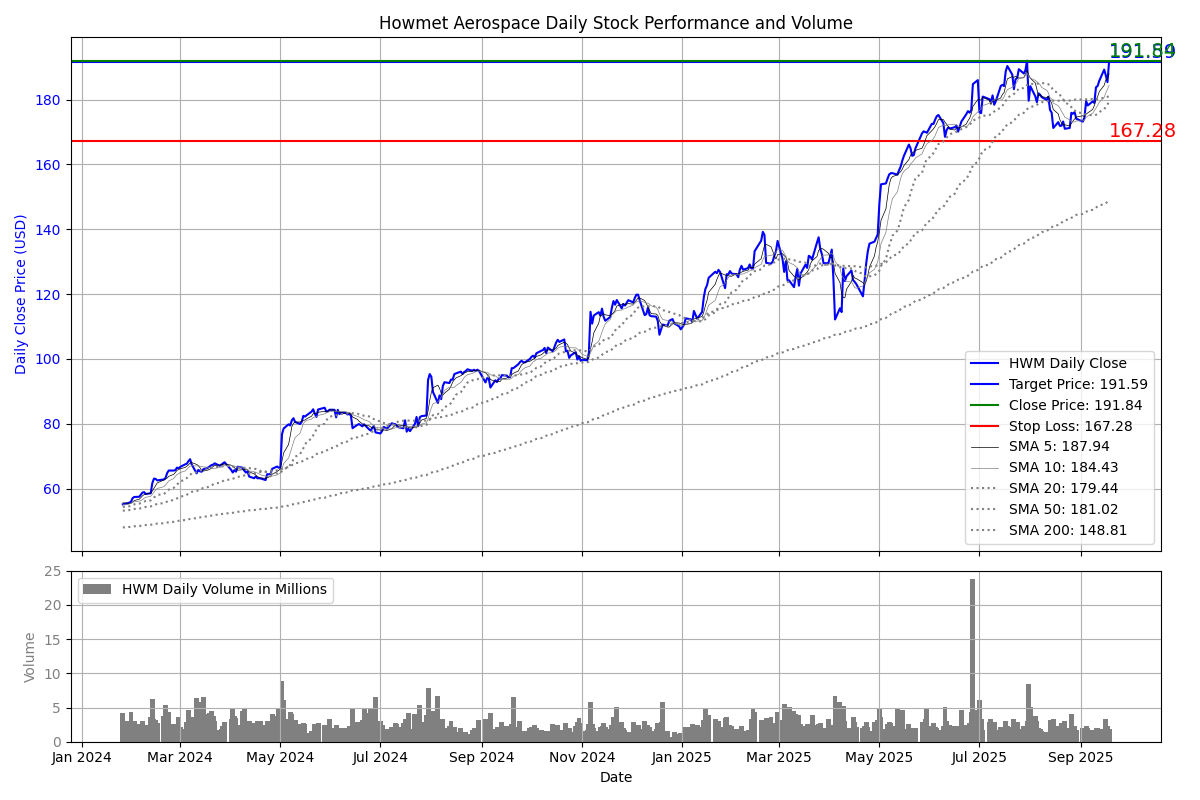 Howmet Aerospace Daily Stock Performance and Volume
191.59
191.84
167.28
Daily Close Price (USD)
180
160
140
120
100
80
60
HWM Daily Close
Target Price: 191.59
Close Price: 191.84
Stop Loss: 167.28
SMA 5: 187.94
SMA 10: 184.43
SMA 20: 179.44
SMA 50: 181.02
SMA 200: 148.81
Volume
25
20
15
10
5
0
HWM Daily Volume in Millions
Jan 2024
Mar 2024
May 2024
Jul 2024
Sep 2024
Nov 2024
Jan 2025
Mar 2025
May 2025
Jul 2025
Sep 2025
Date